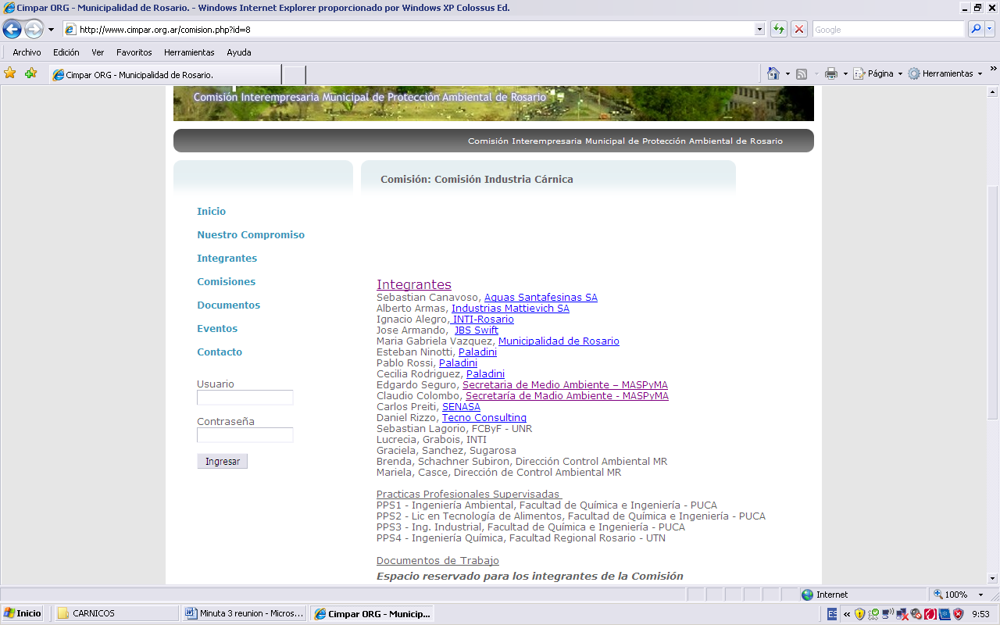 Cimpar ORG - Municipalidad de Rosario. - Windows Internet Explorer proporcionado por Windows XP Colossus Ed.
http://www.cimpar.org.ar/comision.php?id=8
Google
Archivo Edición Ver Favoritos Herramientas Ayuda
Cimpar ORG - Municipalidad de Rosario.
Página Herramientas »
Comisión Interempresaria Municipal de Protección Ambiental de Rosario
Comisión Interempresaria Municipal de Protección Ambiental de Rosario
Comisión: Comisión Industria Cárnica
Inicio
Nuestro Compromiso
Integrantes
Comisiones
Documentos
Eventos
Contacto
Usuario
Contraseña
Ingresar
Integrantes
Sebastian Canavoso, Aguas Santafesinas SA
Alberto Armas, Industrias Mattievich SA
Ignacio Alegro, INTI-Rosario
Jose Armando,  JBS Swift
Maria Gabriela Vazquez, Municipalidad de Rosario
Esteban Ninotti, Paladini
Pablo Rossi, Paladini
Cecilia Rodriguez, Paladini
Edgardo Seguro, Secretaria de Medio Ambiente – MASPyMA
Claudio Colombo, Secretaría de Madio Ambiente - MASPyMA
Carlos Preiti, SENASA
Daniel Rizzo, Tecno Consulting
Sebastian Lagorio, FCByF - UNR
Lucrecia, Grabois, INTI
Graciela, Sanchez, Sugarosa
Brenda, Schachner Subiron, Dirección Control Ambiental MR
Mariela, Casce, Dirección de Control Ambiental MR
Practicas Profesionales Supervisadas
PPS1 - Ingeniería Ambiental, Facultad de Química e Ingeniería - PUCA
PPS2 - Lic en Tecnología de Alimentos, Facultad de Química e Ingeniería - PUCA
PPS3 - Ing. Industrial, Facultad de Química e Ingeniería - PUCA
PPS4 - Ingeniería Química, Facultad Regional Rosario - UTN
Documentos de Trabajo
Espacio reservado para los integrantes de la Comisión
Internet 100%
Inicio CARNICOS Minuta 3 reunion - Micros... Cimpar ORG - Municip... ES « 9:53